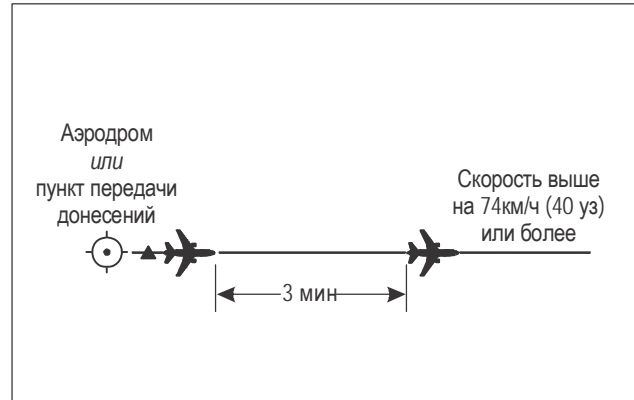 Аэродром
или
пункт передачи
донесений
Скорость выше
на 74км/ч (40 уз)
или более
3 мин